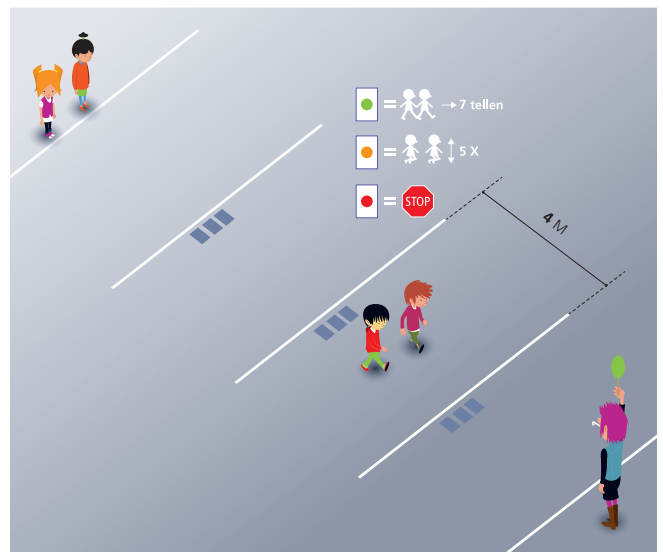 = → 7 tellen
= 5 X
= STOP
4 M